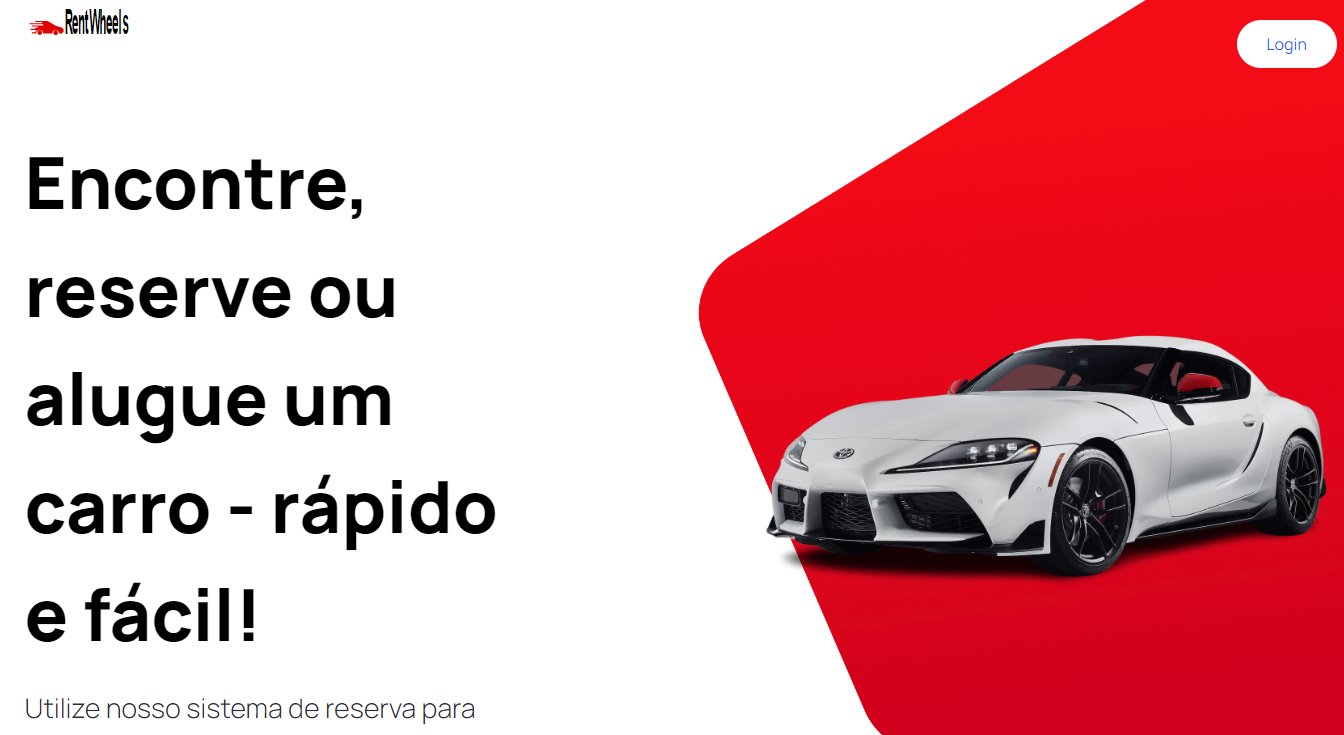 RentWheels
Login
Encontre,
reserve ou
alugue um
carro - rápido
e fácil!
Utilize nosso sistema de reserva para